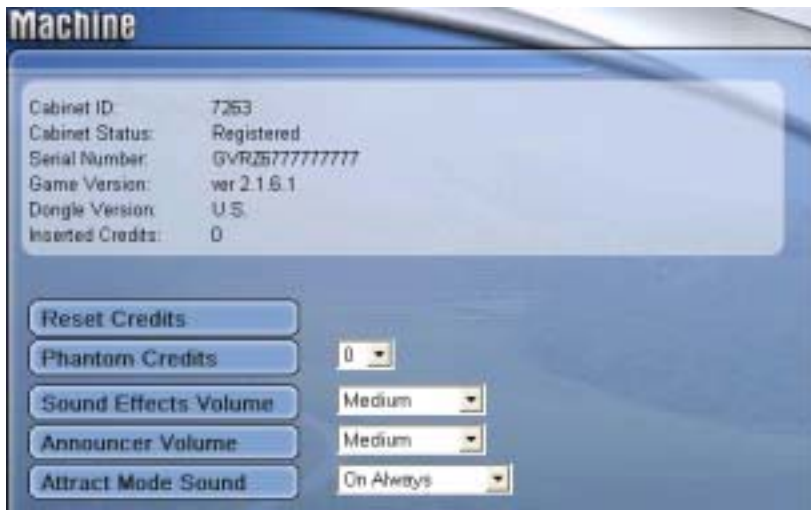 Machine
Cabinet ID: 7263
Cabinet Status: Registered
Serial Number: GVRZ6777777777
Game Version: ver 2.1.6.1
Dongle Version: U.S.
Inserted Credits: 0
Reset Credits
Phantom Credits 0
Sound Effects Volume Medium
Announcer Volume Medium
Attract Mode Sound On Always